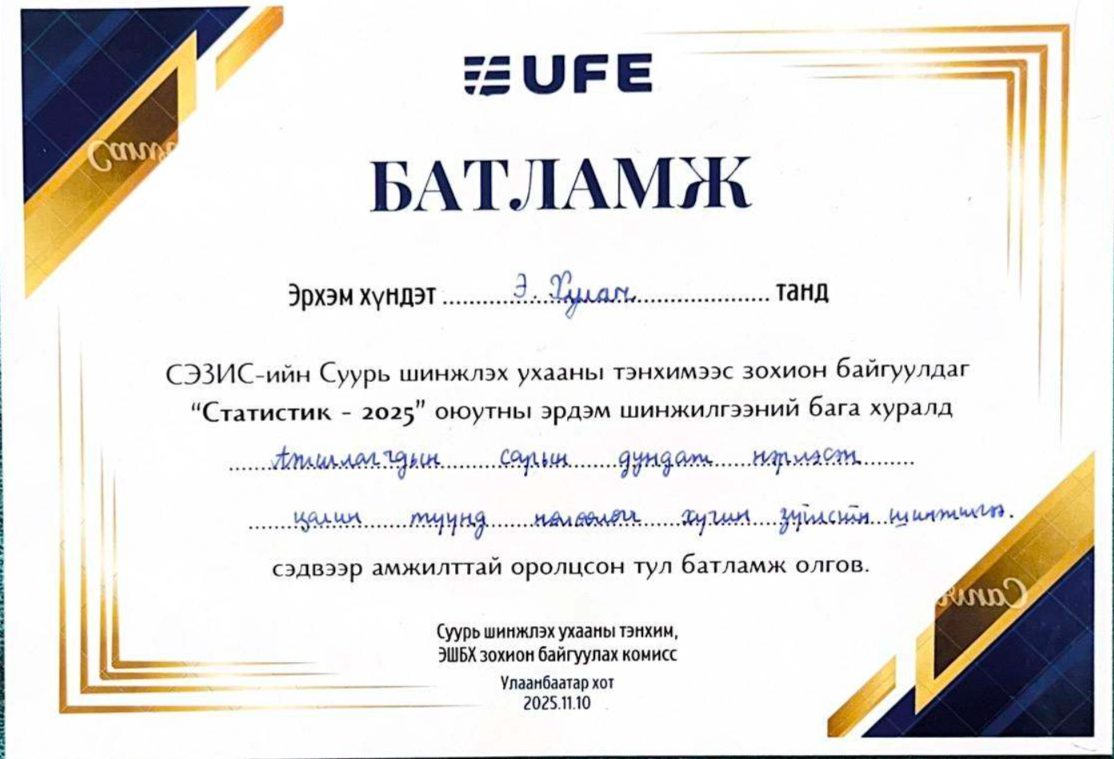 UFE
БАТЛАМЖ
Эрхэм хүндэт ........ Э. Хулан ........ танд
СЭЗИС-ийн Суурь шинжлэх ухааны тэнхимээс зохион байгуулдаг
“Статистик - 2025” оюутны эрдэм шинжилгээний бага хуралд
Ажиллагчдын сарын дундаж нэрлэсэн
цалин түүнд нөлөөлөх хүчин зүйлсийн шинжилгээ.
сэдвээр амжилттай оролцсон тул батламж олгов.
Суурь шинжлэх ухааны тэнхим,
ЭШБХ зохион байгуулах комисс
Улаанбаатар хот
2025.11.10